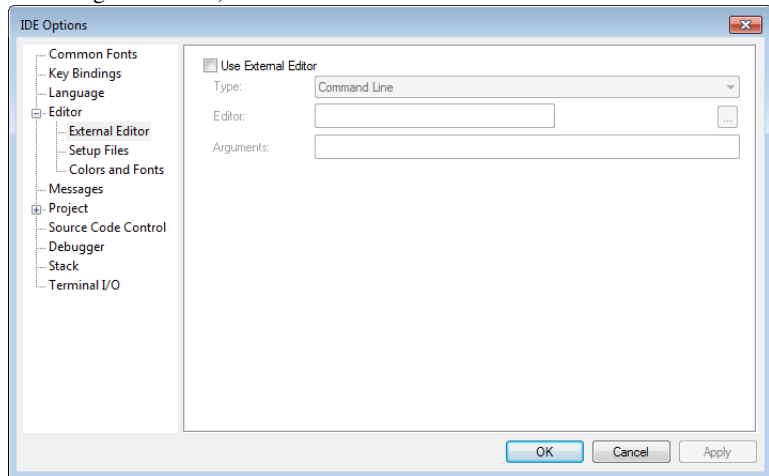 IDE Options
Common Fonts
Key Bindings
Language
Editor
External Editor
Setup Files
Colors and Fonts
Messages
Project
Source Code Control
Debugger
Stack
Terminal I/O
Use External Editor
Type: Command Line
Editor: ...
Arguments:
OK Cancel Apply